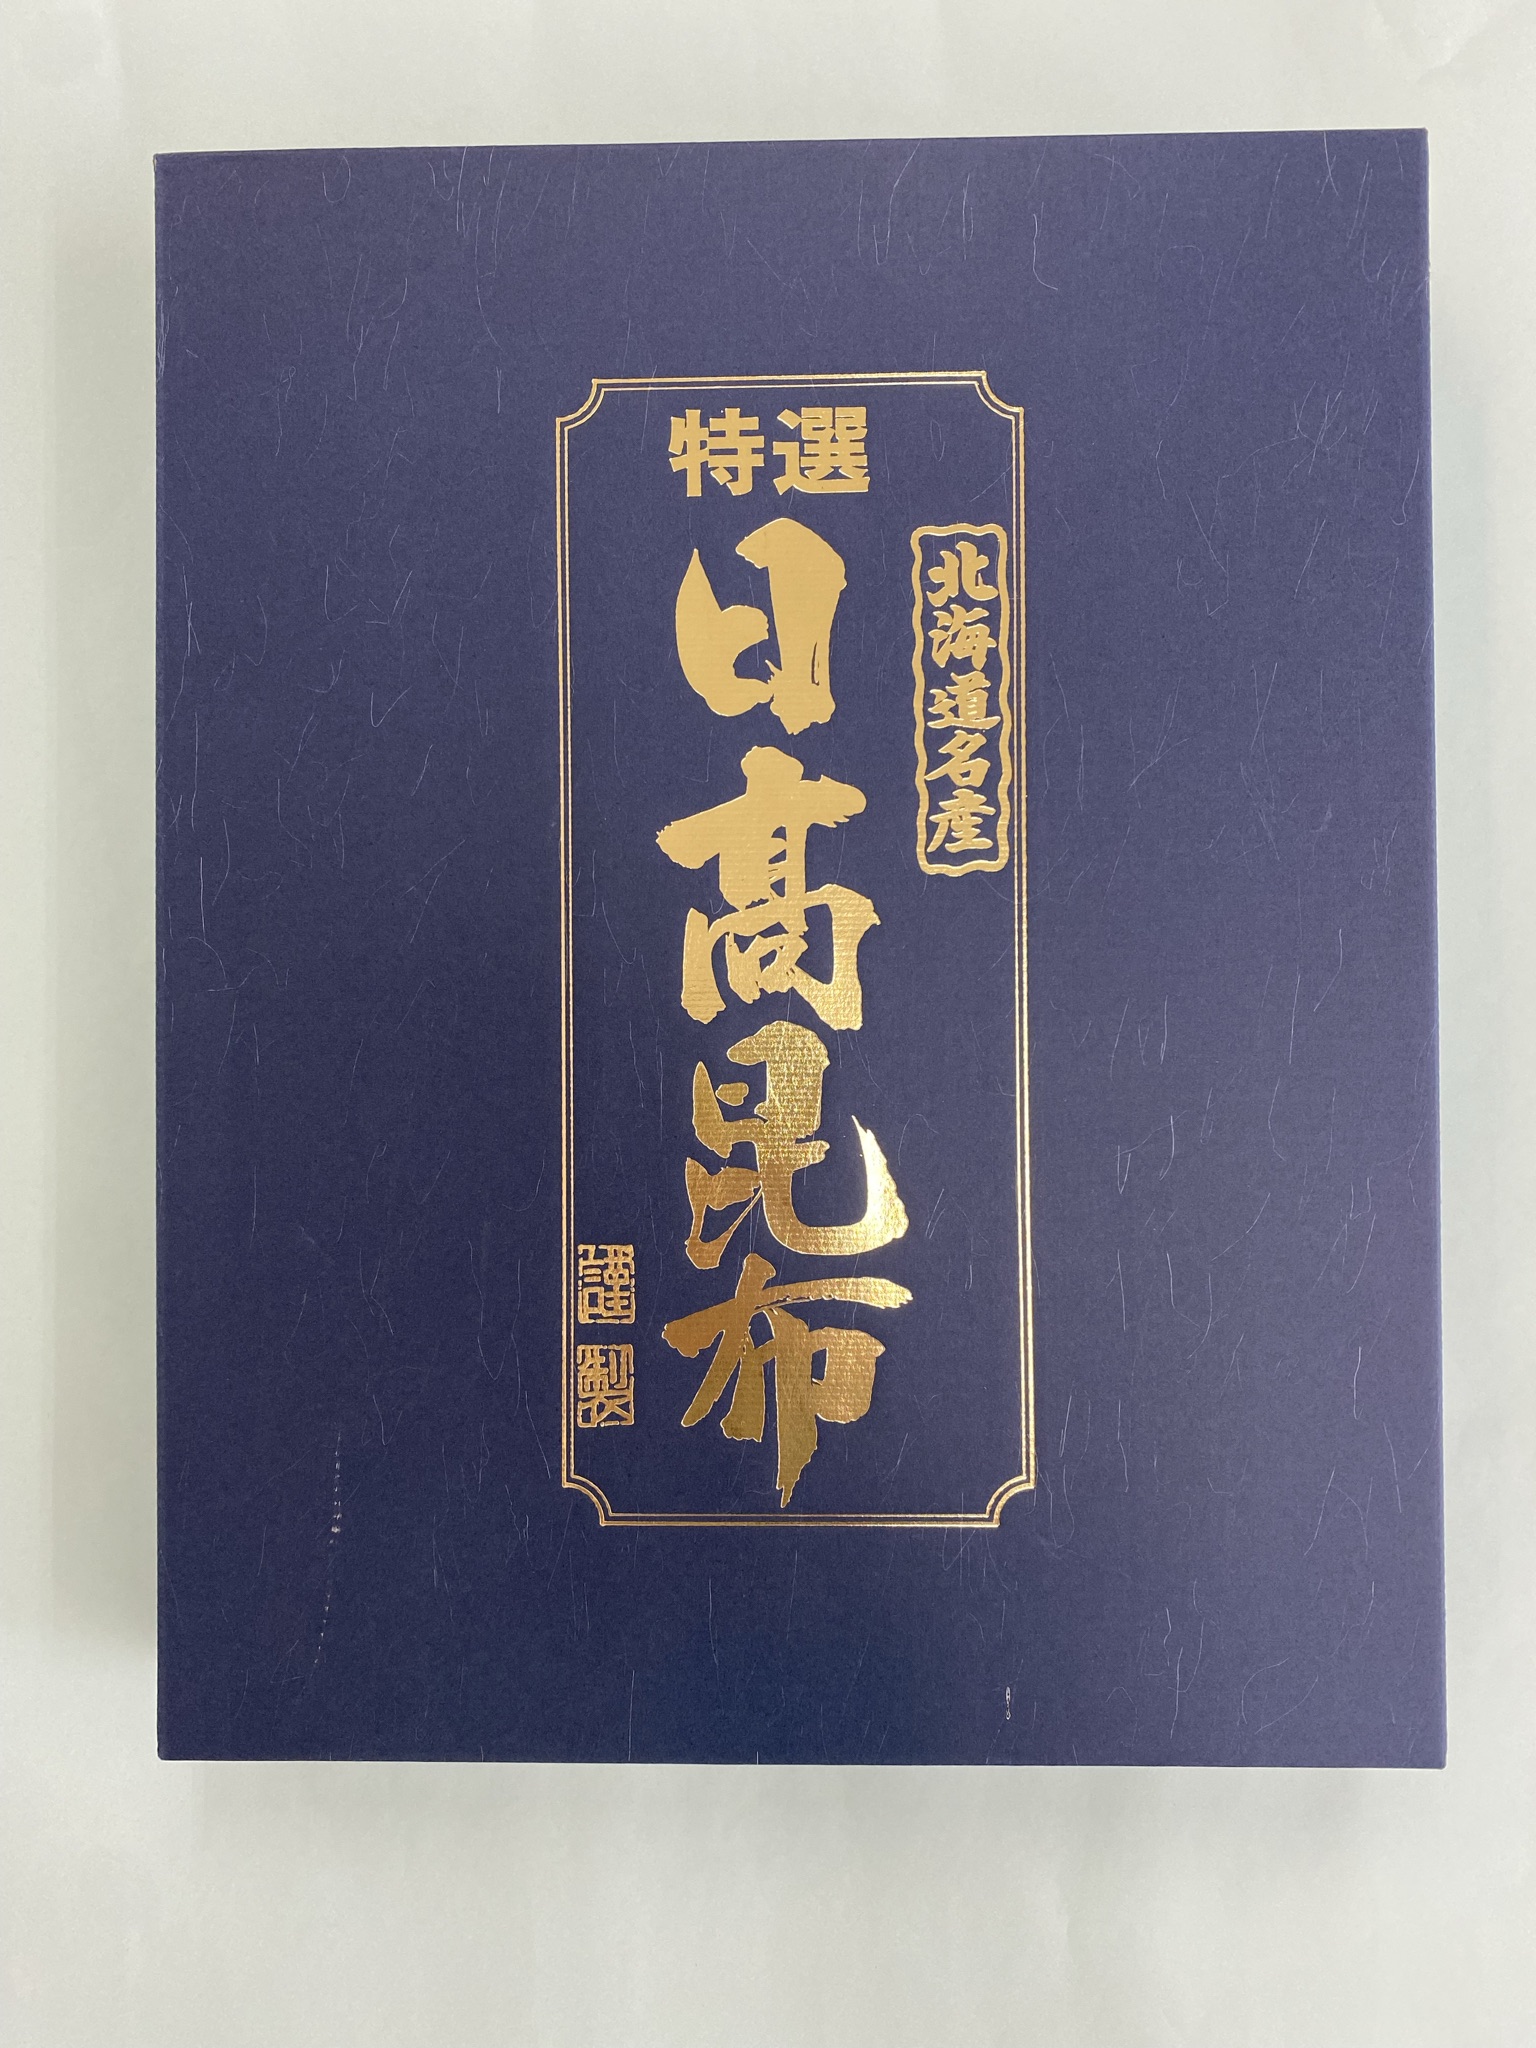 特選
北海道名産
日高昆布
謹製